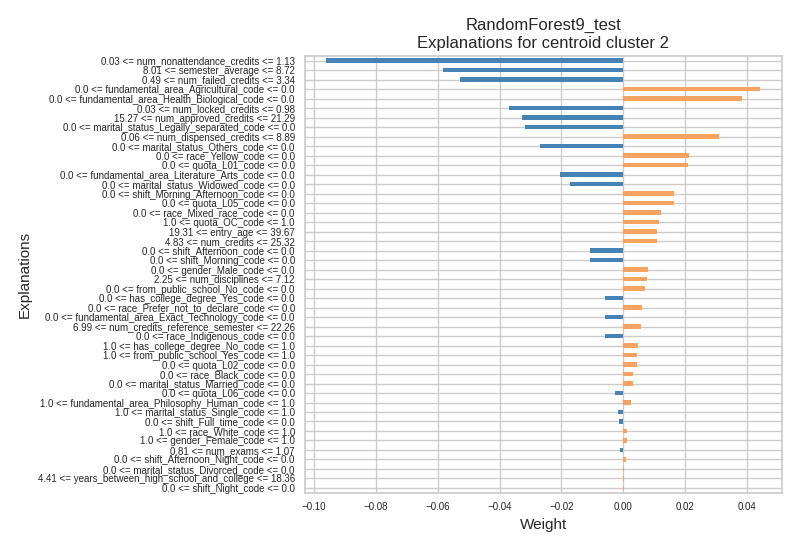 RandomForest9_test
Explanations for centroid cluster 2
0.03 <= num_nonattendance_credits <= 1.13
8.01 <= semester_average <= 8.72
0.49 <= num_failed_credits <= 3.34
0.0 <= fundamental_area_Agricultural_code <= 0.0
0.0 <= fundamental_area_Health_Biological_code <= 0.0
0.03 <= num_locked_credits <= 0.98
15.27 <= num_approved_credits <= 21.29
0.0 <= marital_status_Legally_separated_code <= 0.0
0.06 <= num_dispensed_credits <= 8.89
0.0 <= marital_status_Others_code <= 0.0
0.0 <= race_Yellow_code <= 0.0
0.0 <= quota_L01_code <= 0.0
0.0 <= fundamental_area_Literature_Arts_code <= 0.0
0.0 <= marital_status_Widowed_code <= 0.0
0.0 <= shift_Morning_Afternoon_code <= 0.0
0.0 <= quota_L05_code <= 0.0
0.0 <= race_Mixed_race_code <= 0.0
1.0 <= quota_OC_code <= 1.0
19.31 <= entry_age <= 39.67
4.83 <= num_credits <= 25.32
0.0 <= shift_Afternoon_code <= 0.0
0.0 <= shift_Morning_code <= 0.0
0.0 <= gender_Male_code <= 0.0
2.25 <= num_disciplines <= 7.12
0.0 <= from_public_school_No_code <= 0.0
0.0 <= has_college_degree_Yes_code <= 0.0
0.0 <= race_Prefer_not_to_declare_code <= 0.0
0.0 <= fundamental_area_Exact_Technology_code <= 0.0
6.99 <= num_credits_reference_semester <= 22.26
0.0 <= race_Indigenous_code <= 0.0
1.0 <= has_college_degree_No_code <= 1.0
1.0 <= from_public_school_Yes_code <= 1.0
0.0 <= quota_L02_code <= 0.0
0.0 <= race_Black_code <= 0.0
0.0 <= marital_status_Married_code <= 0.0
0.0 <= quota_L06_code <= 0.0
1.0 <= fundamental_area_Philosophy_Human_code <= 1.0
1.0 <= marital_status_Single_code <= 1.0
0.0 <= shift_Full_time_code <= 0.0
1.0 <= race_White_code <= 1.0
1.0 <= gender_Female_code <= 1.0
0.81 <= num_exams <= 1.07
0.0 <= shift_Afternoon_Night_code <= 0.0
0.0 <= marital_status_Divorced_code <= 0.0
4.41 <= years_between_high_school_and_college <= 18.36
0.0 <= shift_Night_code <= 0.0
Explanations
−0.10 −0.08 −0.06 −0.04 −0.02 0.00 0.02 0.04
Weight